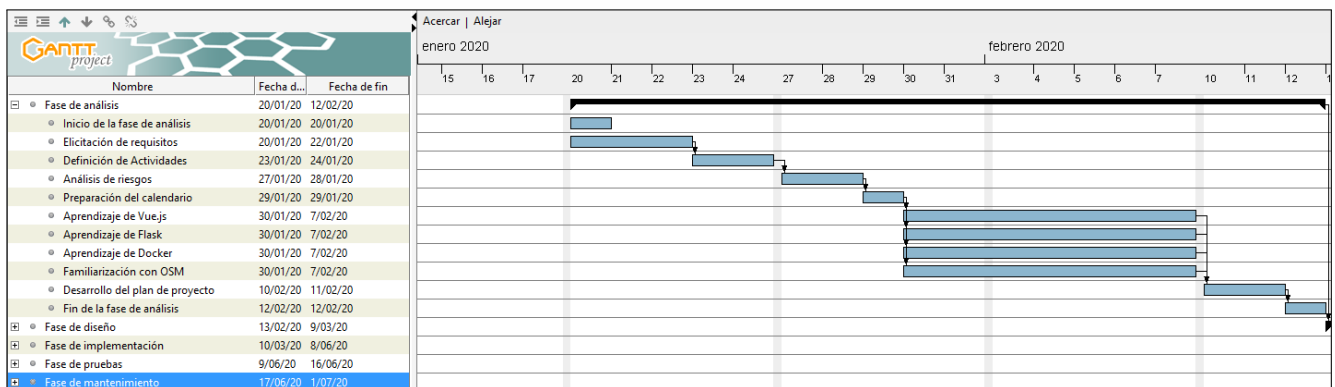 Acercar | Alejar
GANTT project
enero 2020 febrero 2020
15 16 17 20 21 22 23 24 27 28 29 30 31 3 4 5 6 7 10 11 12 1
Nombre Fecha d... Fecha de fin
Fase de análisis 20/01/20 12/02/20
Inicio de la fase de análisis 20/01/20 20/01/20
Elicitación de requisitos 20/01/20 22/01/20
Definición de Actividades 23/01/20 24/01/20
Análisis de riesgos 27/01/20 28/01/20
Preparación del calendario 29/01/20 29/01/20
Aprendizaje de Vue.js 30/01/20 7/02/20
Aprendizaje de Flask 30/01/20 7/02/20
Aprendizaje de Docker 30/01/20 7/02/20
Familiarización con OSM 30/01/20 7/02/20
Desarrollo del plan de proyecto 10/02/20 11/02/20
Fin de la fase de análisis 12/02/20 12/02/20
Fase de diseño 13/02/20 9/03/20
Fase de implementación 10/03/20 8/06/20
Fase de pruebas 9/06/20 16/06/20
Fase de mantenimiento 17/06/20 1/07/20